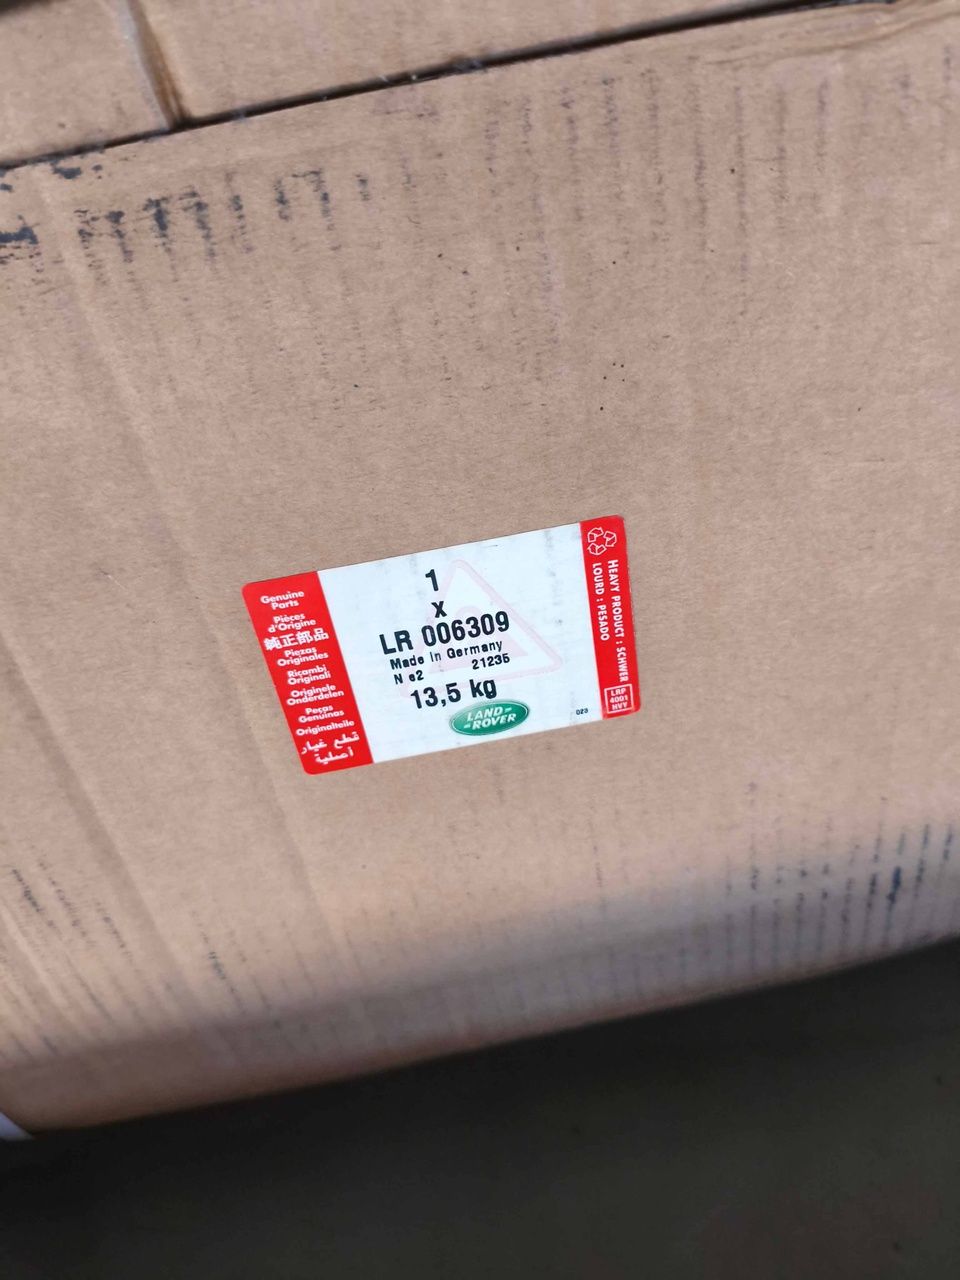 Genuine
Parts
Pièces
d'Origine
純正部品
Piezas
Originales
Ricambi
Originali
Originele
Onderdelen
Peças
Genuínas
Originalteile
قطع غيار
أصلية
1
x
LR 006309
Made in Germany
N e2 21235
13,5 kg
LAND-
-ROVER
023
HEAVY PRODUCT : SCHWER
LOURD : PESADO
LRP
4001
HVY